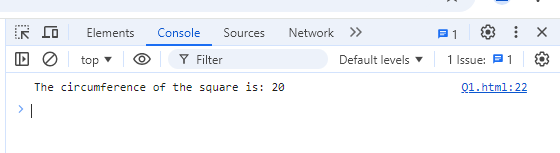 Elements Console Sources Network 1
top Filter Default levels 1 Issue: 1
The circumference of the square is: 20 Q1.html:22